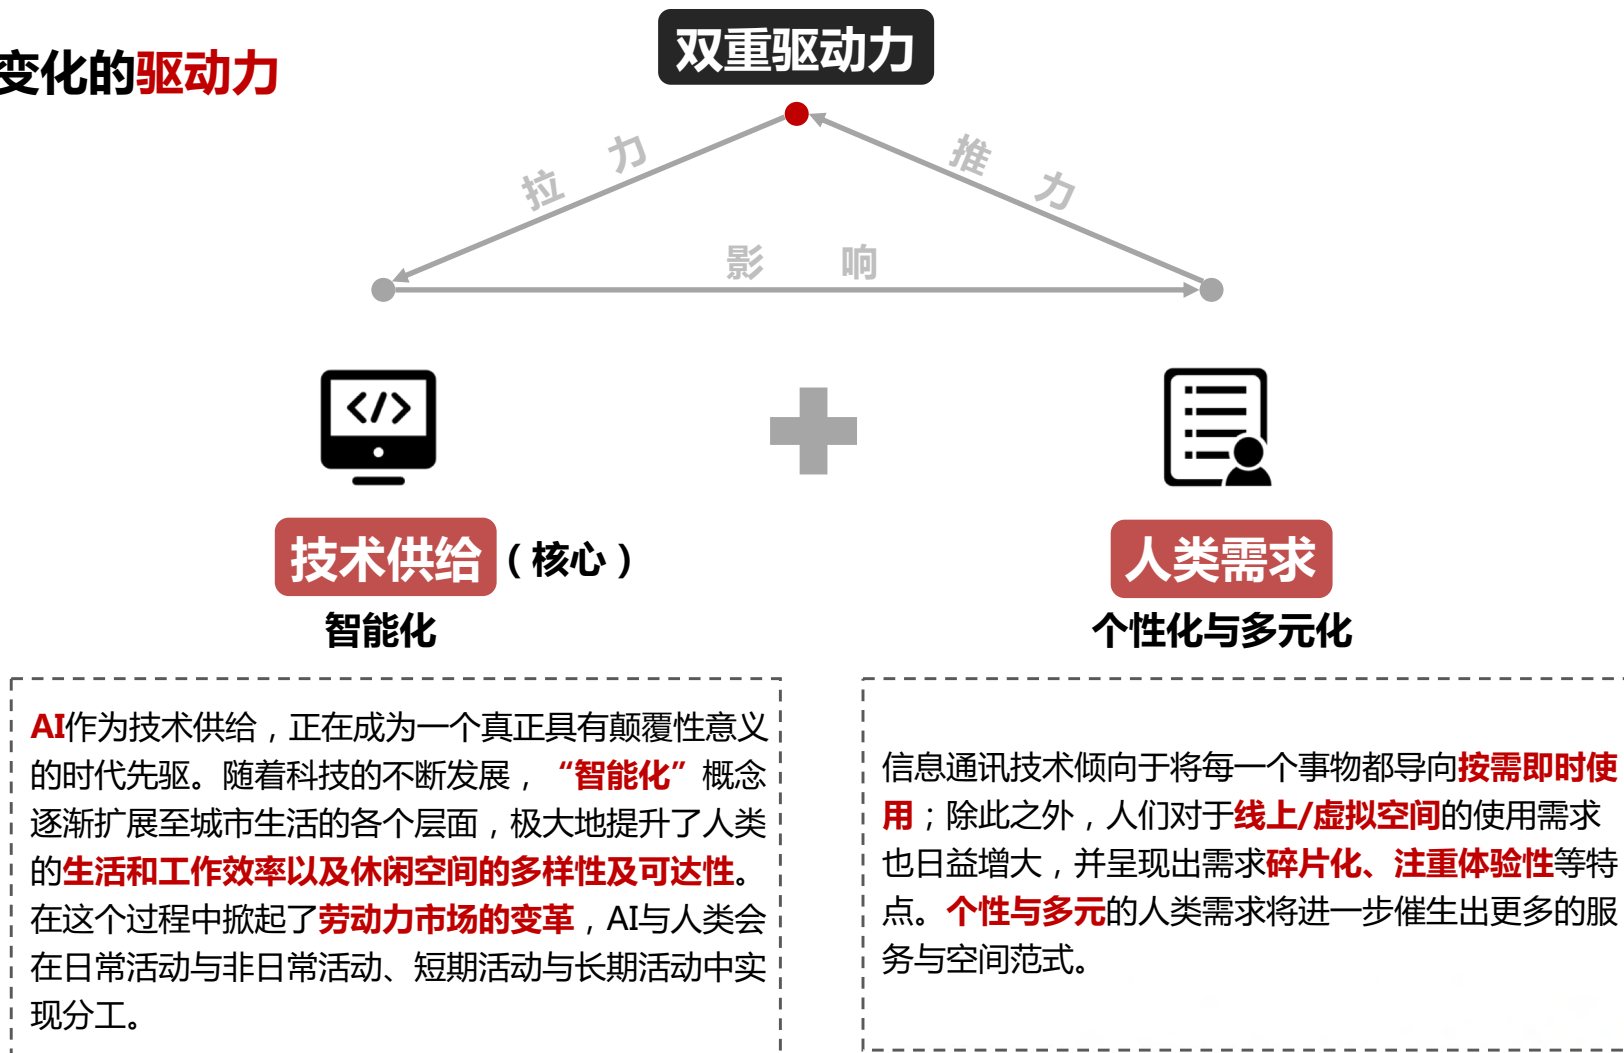 变化的驱动力
双重驱动力
拉 力
推 力
影 响
</>
技术供给（核心）
智能化
人类需求
个性化与多元化
AI作为技术供给，正在成为一个真正具有颠覆性意义
的时代先驱。随着科技的不断发展，“智能化”概念
逐渐扩展至城市生活的各个层面，极大地提升了人类
的生活和工作效率以及休闲空间的多样性及可达性。
在这个过程中掀起了劳动力市场的变革，AI与人类会
在日常活动与非日常活动、短期活动与长期活动中实
现分工。
信息通讯技术倾向于将每一个事物都导向按需即时使
用；除此之外，人们对于线上/虚拟空间的使用需求
也日益增大，并呈现出需求碎片化、注重体验性等特
点。个性与多元的人类需求将进一步催生出更多的服
务与空间范式。